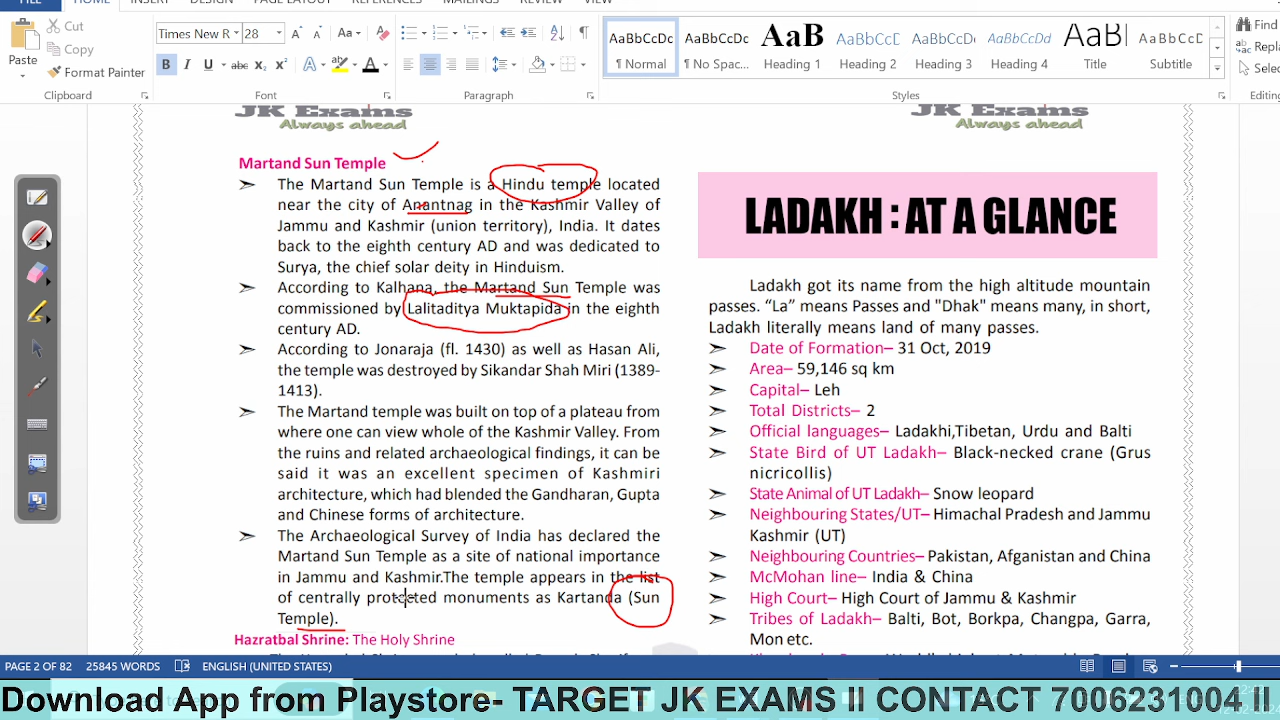 FILE HOME INSERT DESIGN PAGE LAYOUT REFERENCES MAILINGS REVIEW VIEW
Paste
Cut
Copy
Format Painter
Times New R 28 Aa
B I U abc x₂ x² A A
AaBbCcDc AaBbCcDc AaB AaBbCcD AaBbCcDd AaBbCcDd AaB AaBbCcC
¶ Normal ¶ No Spac... Heading 1 Heading 2 Heading 3 Heading 4 Title Subtitle
Find
Repl
Sele
Clipboard Font Paragraph Styles Editing
JK Exams
Always ahead
Martand Sun Temple
➢ The Martand Sun Temple is a Hindu temple located
near the city of Anantnag in the Kashmir Valley of
Jammu and Kashmir (union territory), India. It dates
back to the eighth century AD and was dedicated to
Surya, the chief solar deity in Hinduism.
➢ According to Kalhana, the Martand Sun Temple was
commissioned by Lalitaditya Muktapida in the eighth
century AD.
➢ According to Jonaraja (fl. 1430) as well as Hasan Ali,
the temple was destroyed by Sikandar Shah Miri (1389-
1413).
➢ The Martand temple was built on top of a plateau from
where one can view whole of the Kashmir Valley. From
the ruins and related archaeological findings, it can be
said it was an excellent specimen of Kashmiri
architecture, which had blended the Gandharan, Gupta
and Chinese forms of architecture.
➢ The Archaeological Survey of India has declared the
Martand Sun Temple as a site of national importance
in Jammu and Kashmir.The temple appears in the list
of centrally protected monuments as Kartanda (Sun
Temple).
Hazratbal Shrine: The Holy Shrine
JK Exams
Always ahead
LADAKH : AT A GLANCE
Ladakh got its name from the high altitude mountain
passes. “La” means Passes and "Dhak" means many, in short,
Ladakh literally means land of many passes.
➢ Date of Formation– 31 Oct, 2019
➢ Area– 59,146 sq km
➢ Capital– Leh
➢ Total Districts– 2
➢ Official languages– Ladakhi,Tibetan, Urdu and Balti
➢ State Bird of UT Ladakh– Black-necked crane (Grus
nicricollis)
➢ State Animal of UT Ladakh– Snow leopard
➢ Neighbouring States/UT– Himachal Pradesh and Jammu
Kashmir (UT)
➢ Neighbouring Countries– Pakistan, Afganistan and China
➢ McMohan line– India & China
➢ High Court– High Court of Jammu & Kashmir
➢ Tribes of Ladakh– Balti, Bot, Borkpa, Changpa, Garra,
Mon etc.
PAGE 2 OF 82 25845 WORDS ENGLISH (UNITED STATES)
Download App from Playstore- TARGET JK EXAMS II CONTACT 7006231004 II